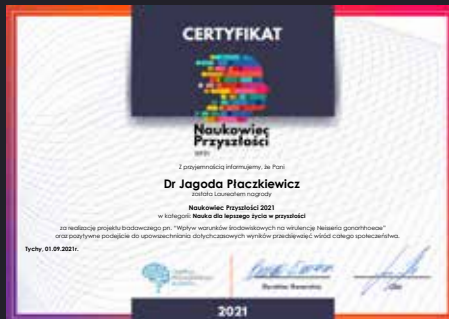 CERTYFIKAT
Naukowiec
Przyszłości
2021
Z przyjemnością informujemy, że Pani
Dr Jagoda Płaczkiewicz
została Laureatem nagrody
Naukowiec Przyszłości 2021
w kategorii: Nauka dla lepszego życia w przyszłości
za realizację projektu badawczego pn. "Wpływ warunków środowiskowych na wirulencję Neisseria gonorrhoeae"
oraz pozytywne podejście do upowszechniania dotychczasowych wyników przedsięwzięć wśród całego społeczeństwa.
Tychy, 01.09.2021r.
2021